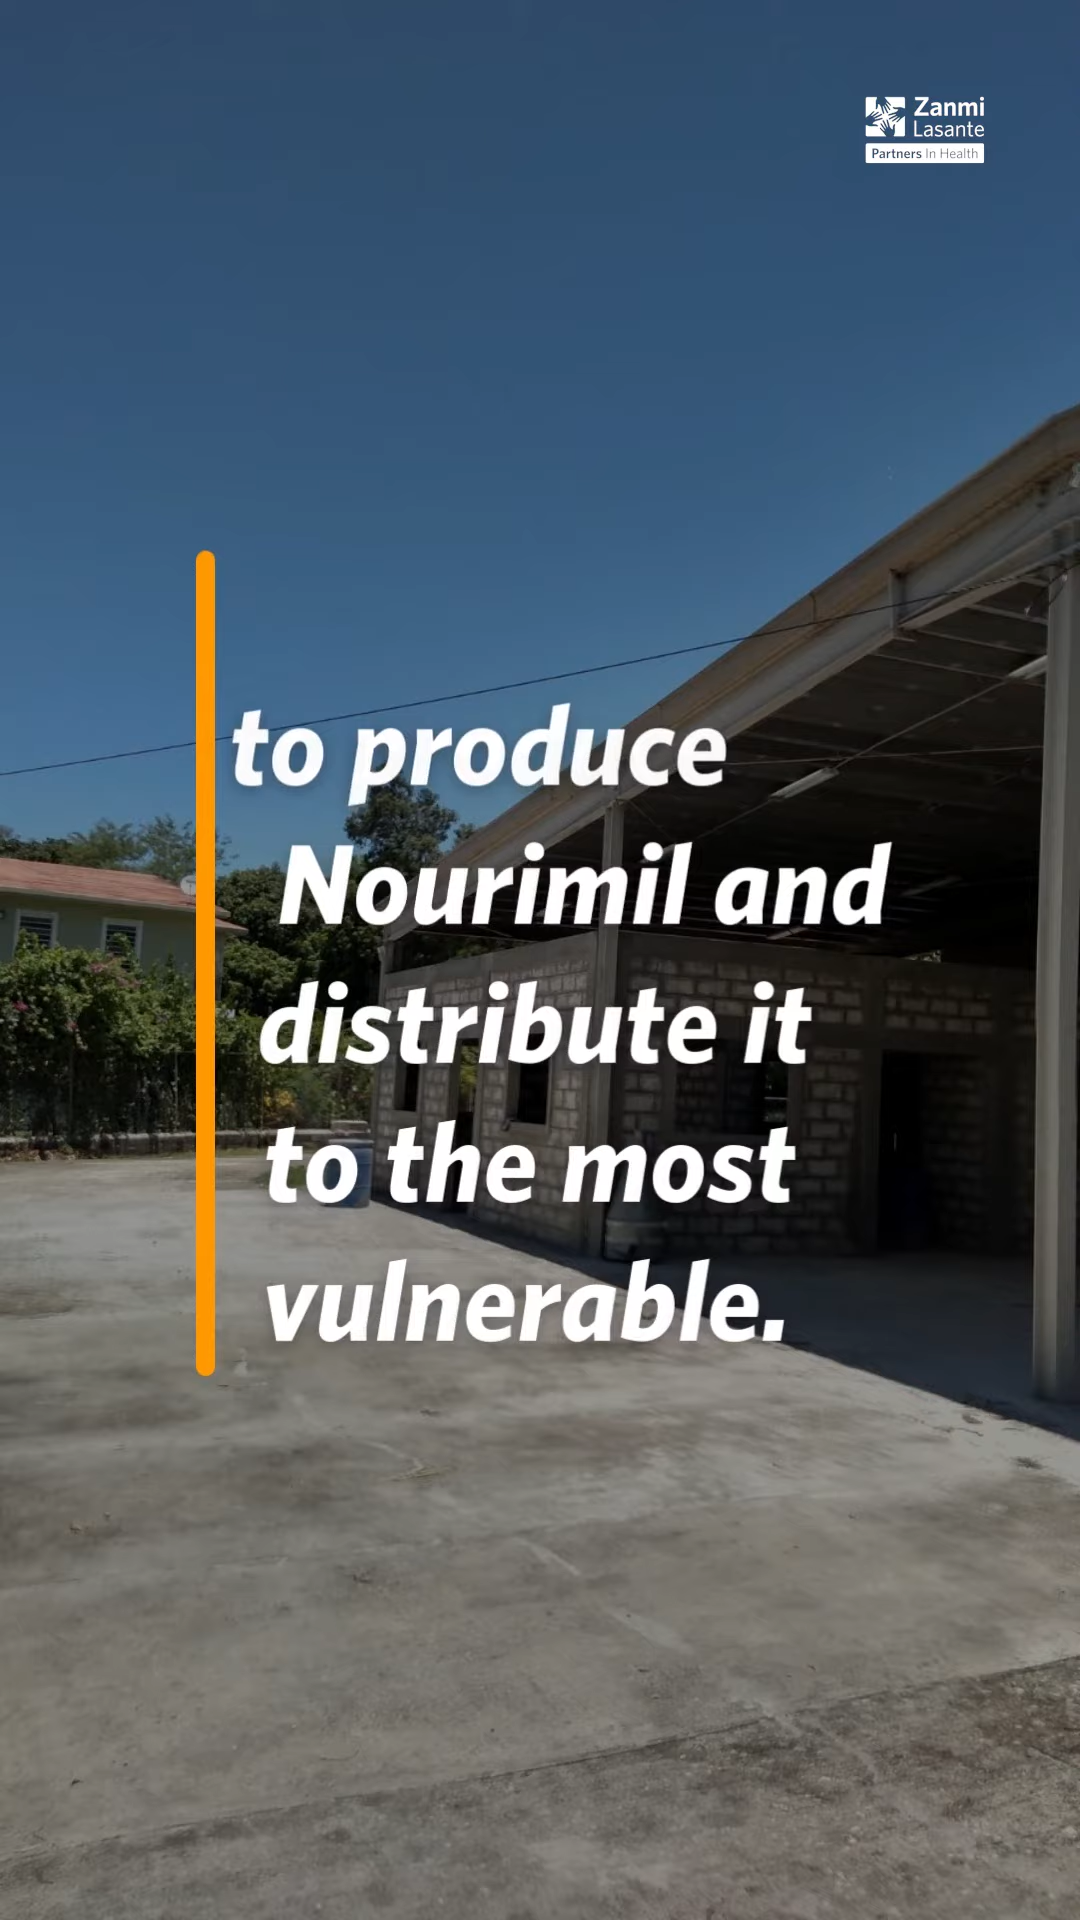 Zanmi
Lasante
Partners In Health
to produce
Nourimil and
distribute it
to the most
vulnerable.